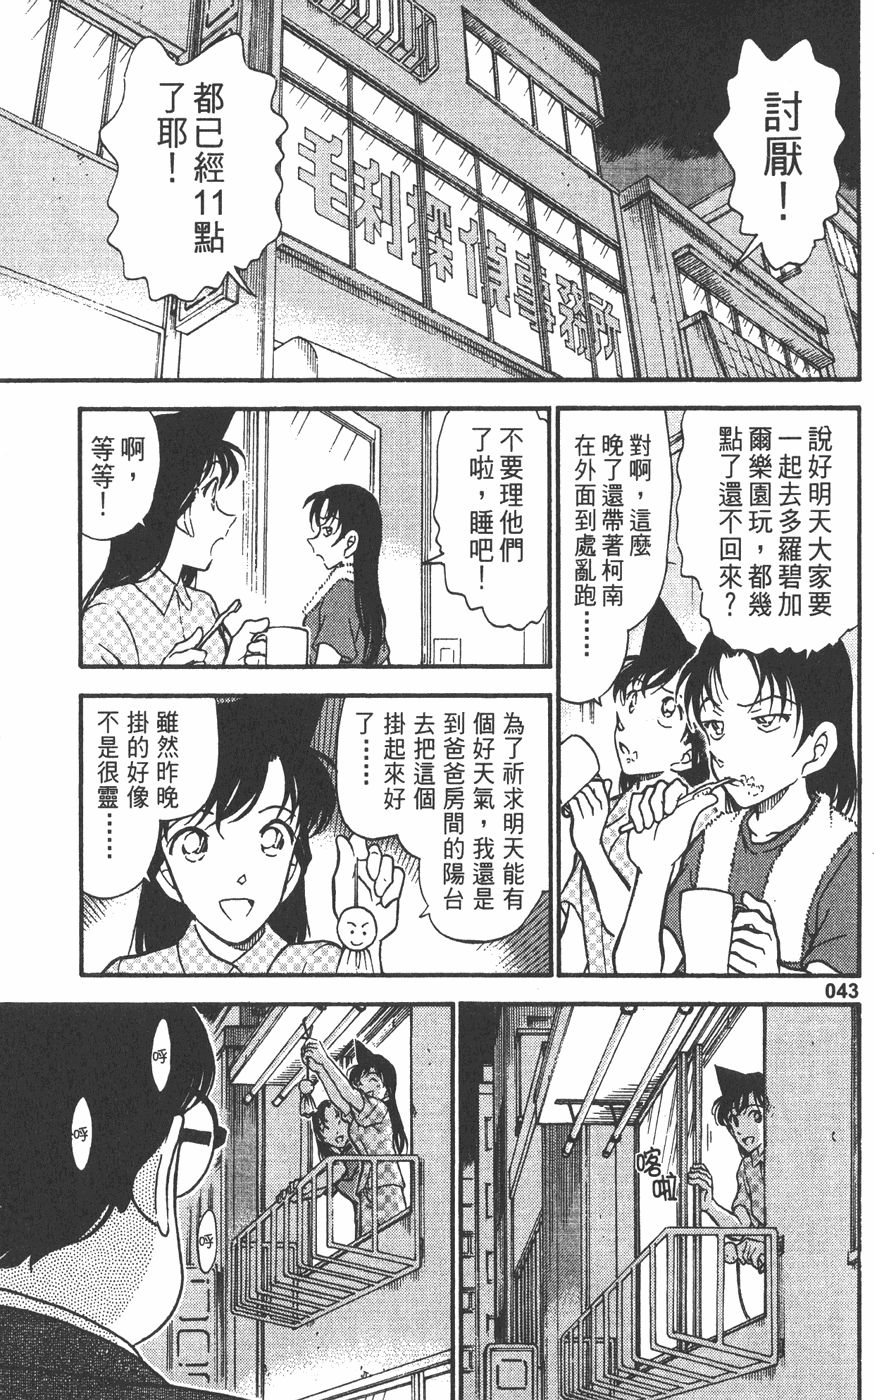 討厭！
都已經11點
了耶！
毛利探偵事務所
說好明天大家要
一起去多羅碧加
爾樂園玩，都幾
點了還不回來？
對啊，這麼
晚了還帶著柯南
在外面到處亂跑
……
不要理他們
了啦，睡吧！
啊，
等等！
為了祈求明天能有
個好天氣，我還是
到爸爸房間的陽台
去把這個
掛起來好
了……
雖然昨晚
掛的好像
不是很靈
……
043
喀啦
呼
呼
呼